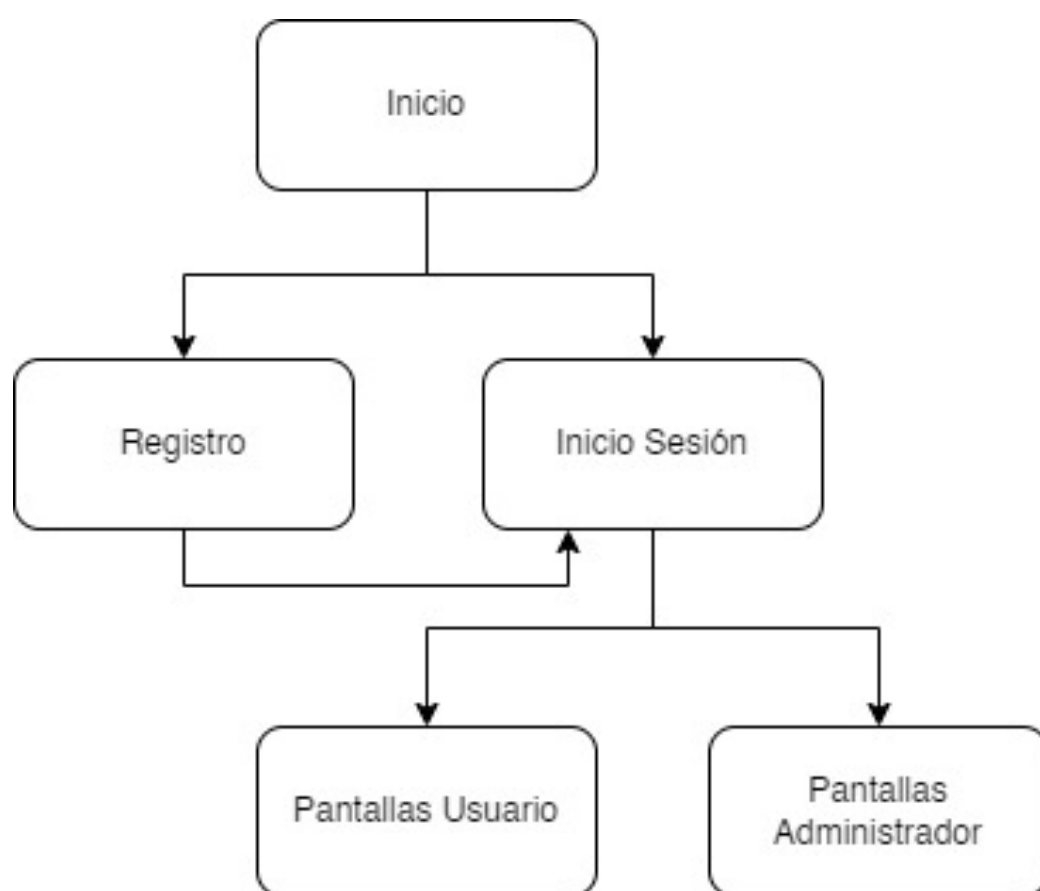 Inicio
Registro
Inicio Sesión
Pantallas Usuario
Pantallas
Administrador